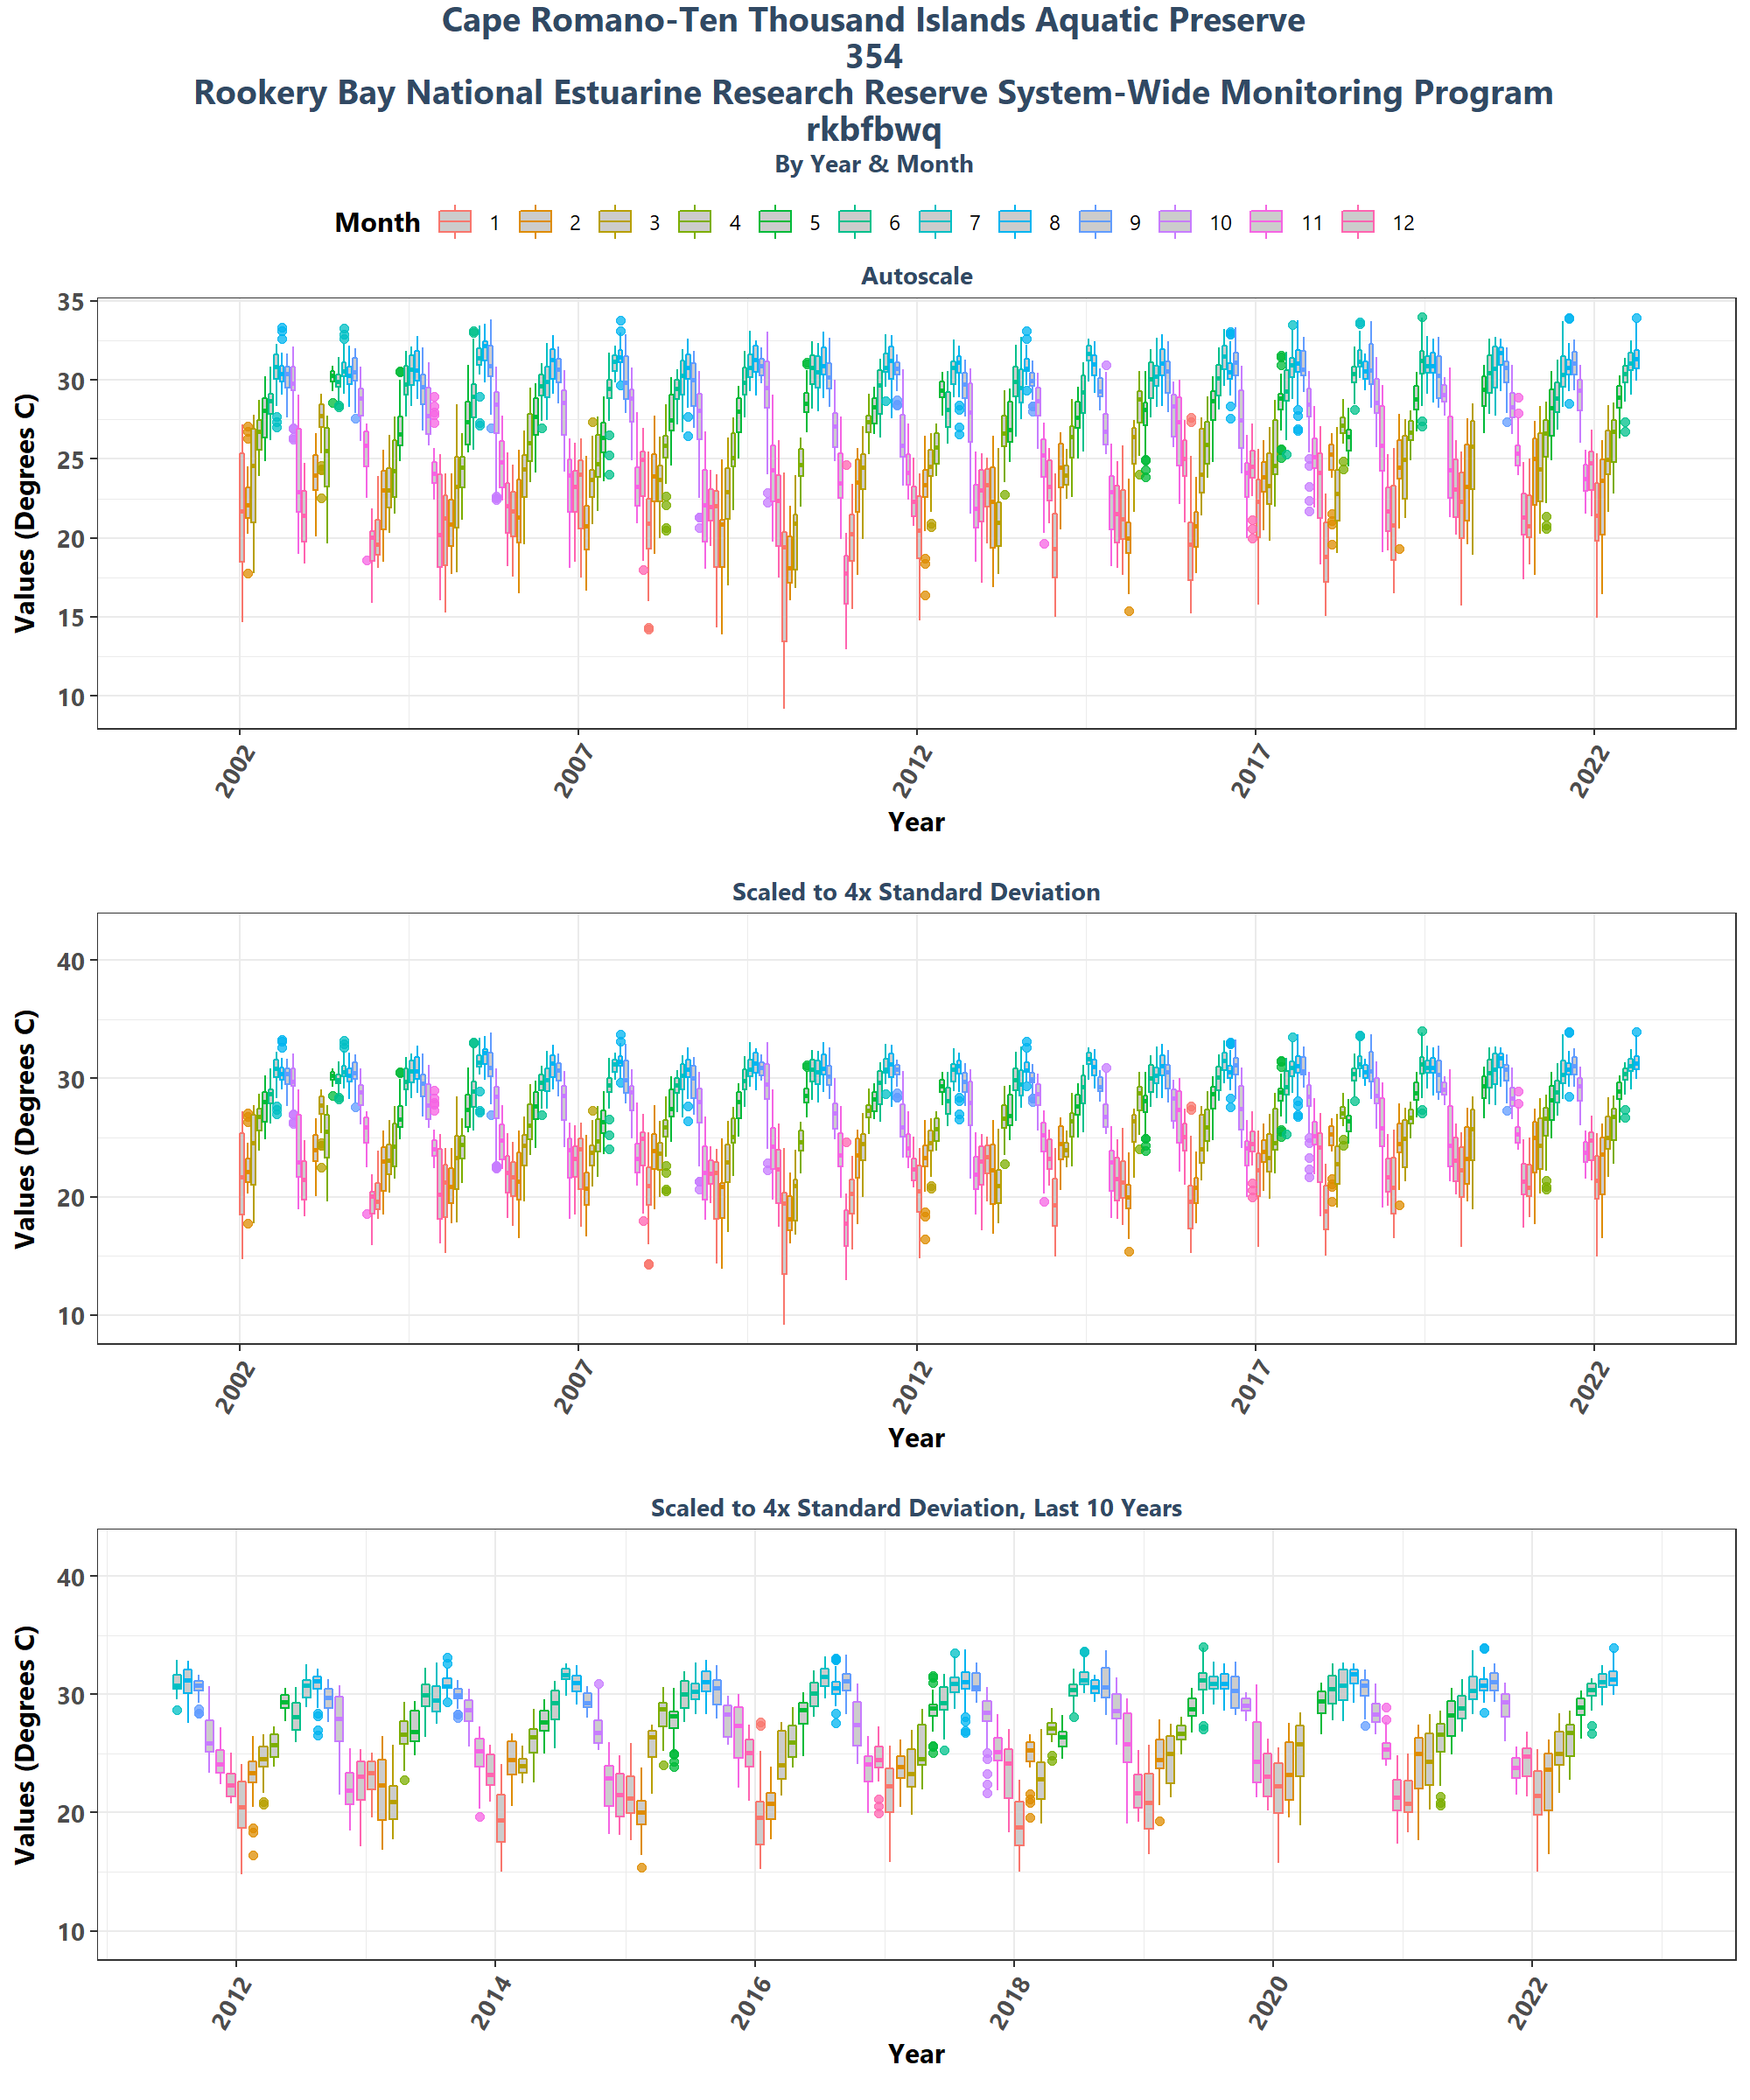 Cape Romano-Ten Thousand Islands Aquatic Preserve
354
Rookery Bay National Estuarine Research Reserve System-Wide Monitoring Program
rkbfbwq
By Year & Month
Month 1 2 3 4 5 6 7 8 9 10 11 12
Autoscale
Values (Degrees C)
35
30
25
20
15
10
2002 2007 2012 2017 2022
Year
Scaled to 4x Standard Deviation
Values (Degrees C)
40
30
20
10
2002 2007 2012 2017 2022
Year
Scaled to 4x Standard Deviation, Last 10 Years
Values (Degrees C)
40
30
20
10
2012 2014 2016 2018 2020 2022
Year